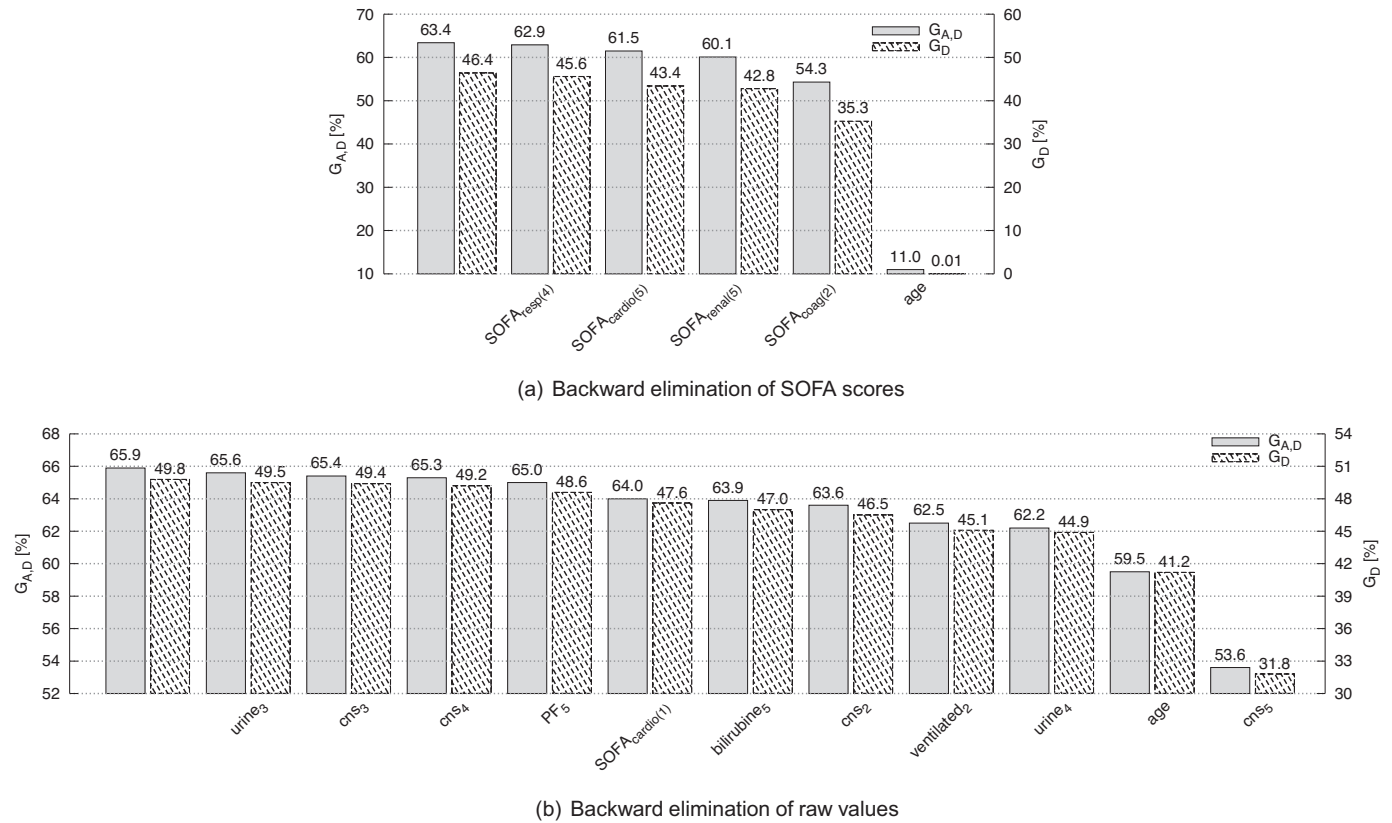 70
60
50
40
30
20
10
G_A,D [%]
63.4 46.4 62.9 45.6 61.5 43.4 60.1 42.8 54.3 35.3 11.0 0.01
G_A,D
G_D
60
50
40
30
20
10
0
G_D [%]
SOFA_resp(4) SOFA_cardio(5) SOFA_renal(5) SOFA_coag(2) age
(a) Backward elimination of SOFA scores
68
66
64
62
60
58
56
54
52
G_A,D [%]
65.9 49.8 65.6 49.5 65.4 49.4 65.3 49.2 65.0 48.6 64.0 47.6 63.9 47.0 63.6 46.5 62.5 45.1 62.2 44.9 59.5 41.2 53.6 31.8
G_A,D
G_D
54
51
48
45
42
39
36
33
30
G_D [%]
urine_3 cns_3 cns_4 PF_5 SOFA_cardio(1) bilirubine_5 cns_2 ventilated_2 urine_4 age cns_5
(b) Backward elimination of raw values